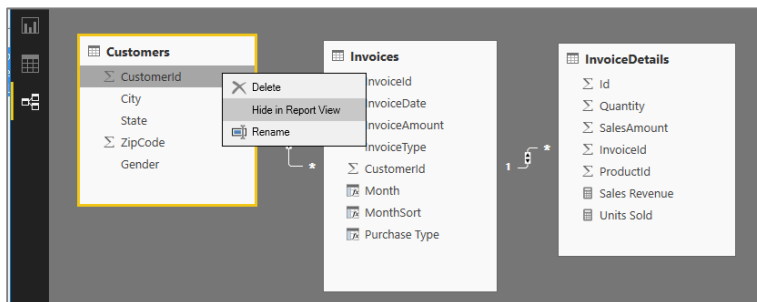 Customers
CustomerId
City
State
ZipCode
Gender
Delete
Hide in Report View
Rename
Invoices
InvoiceId
InvoiceDate
InvoiceAmount
InvoiceType
CustomerId
Month
MonthSort
Purchase Type
*
1
*
InvoiceDetails
Id
Quantity
SalesAmount
InvoiceId
ProductId
Sales Revenue
Units Sold